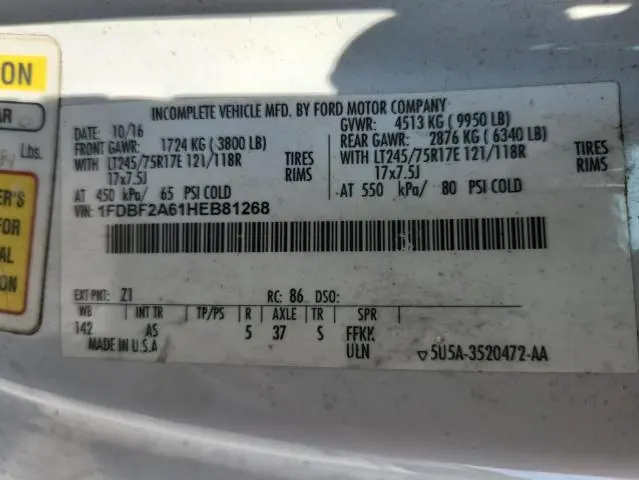 ON
AR
Lbs.
ER'S
FOR
AL
ON
INCOMPLETE VEHICLE MFD. BY FORD MOTOR COMPANY
DATE: 10/16 GVWR: 4513 KG ( 9950 LB)
FRONT GAWR: 1724 KG ( 3800 LB) REAR GAWR: 2876 KG ( 6340 LB)
WITH LT245/75R17E 121/118R TIRES WITH LT245/75R17E 121/118R TIRES
17x7.5J RIMS 17x7.5J RIMS
AT 450 kPa/ 65 PSI COLD AT 550 kPa/ 80 PSI COLD
VIN: 1FDBF2A61HEB81268
EXT PNT: Z1 RC: 86 DSO:
WB INT TR TP/PS R AXLE TR SPR
142 AS 5 37 S FFKK
MADE IN U.S.A ULN ▽5U5A-3520472-AA